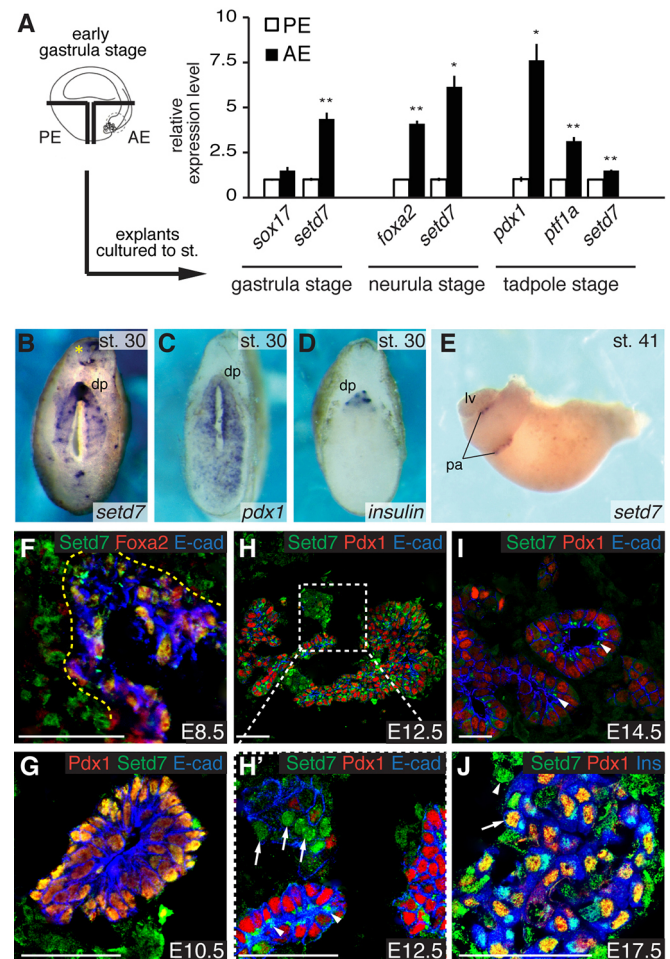 A
early
gastrula stage
PE
AE
explants
cultured to st.
relative
expression level
10
7.5
5
2.5
0
PE
AE
**
**
*
*
**
**
sox17
setd7
foxa2
setd7
pdx1
ptf1a
setd7
gastrula stage
neurula stage
tadpole stage
B
st. 30
*
dp
setd7
C
st. 30
dp
pdx1
D
st. 30
dp
insulin
E
st. 41
lv
pa
setd7
F
Setd7 Foxa2 E-cad
E8.5
H
Setd7 Pdx1 E-cad
E12.5
I
Setd7 Pdx1 E-cad
E14.5
G
Pdx1 Setd7 E-cad
E10.5
H'
Setd7 Pdx1 E-cad
E12.5
J
Setd7 Pdx1 Ins
E17.5